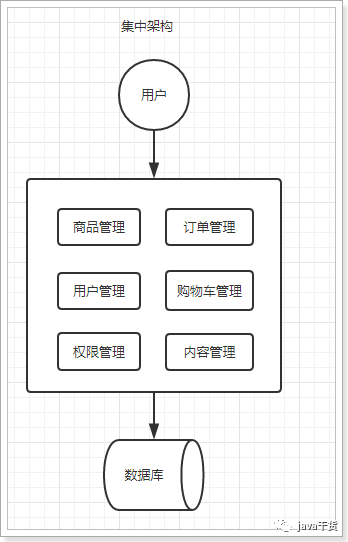 集中架构
用户
商品管理
订单管理
用户管理
购物车管理
权限管理
内容管理
数据库
java干货